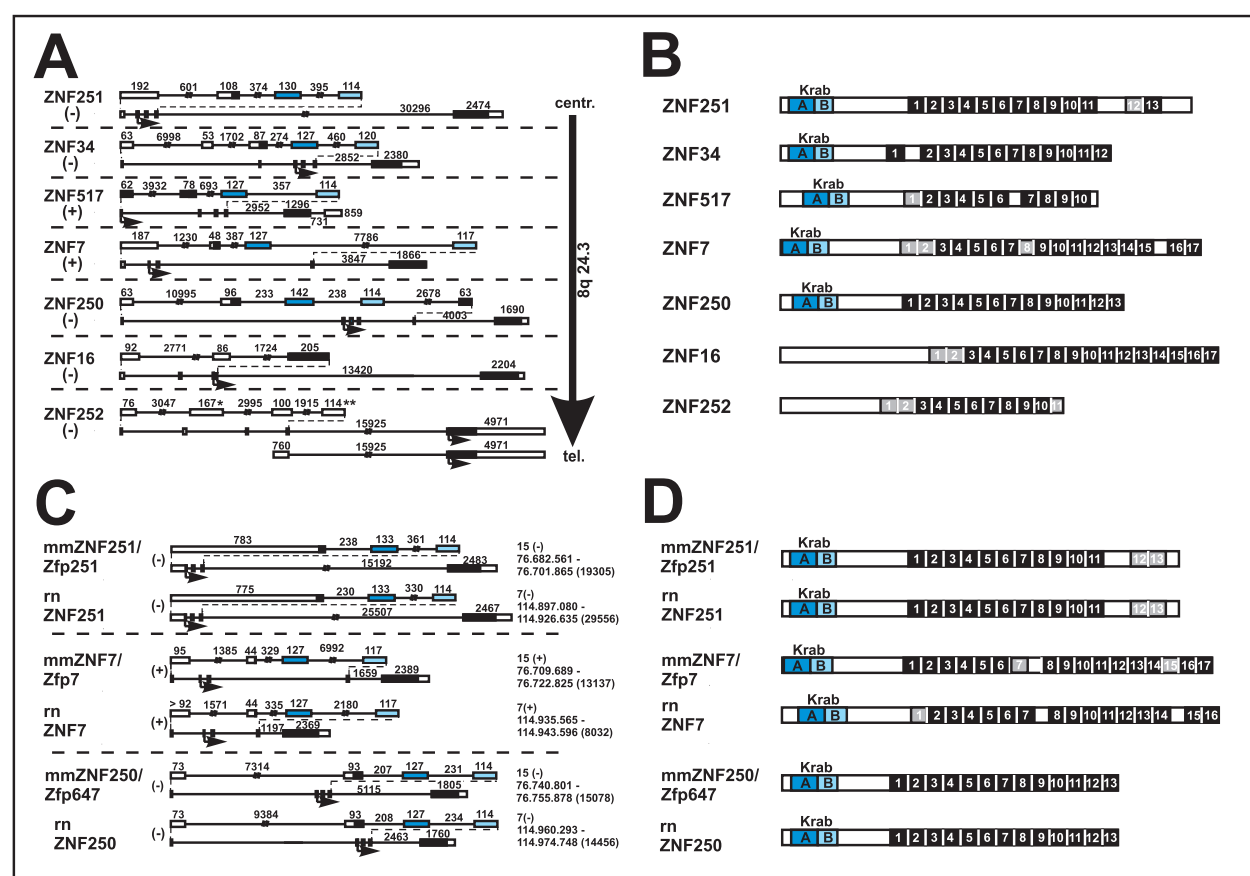 A
ZNF251
(-)
192 601 108 374 130 395 114
30296 2474
ZNF34
(-)
63 6998 53 1702 87 274 127 460 120
2852 2380
ZNF517
(+)
62 3932 78 693 127 357 114
2952 1296 731 859
ZNF7
(+)
187 1230 48 387 127 7786 117
3847 1866
ZNF250
(-)
63 10995 96 233 142 238 114 2678 63
4003 1690
ZNF16
(-)
92 2771 86 1724 205
13420 2204
ZNF252
(-)
76 3047 167* 2995 100 1915 114**
15925 4971
760 15925 4971
centr.
8q 24.3
tel.
B
Krab
ZNF251 A B 1 2 3 4 5 6 7 8 9 10 11 12 13
Krab
ZNF34 A B 1 2 3 4 5 6 7 8 9 10 11 12
Krab
ZNF517 A B 1 2 3 4 5 6 7 8 9 10
Krab
ZNF7 A B 1 2 3 4 5 6 7 8 9 10 11 12 13 14 15 16 17
Krab
ZNF250 A B 1 2 3 4 5 6 7 8 9 10 11 12 13
ZNF16 1 2 3 4 5 6 7 8 9 10 11 12 13 14 15 16 17
ZNF252 1 2 3 4 5 6 7 8 9 10 11
C
mmZNF251/
Zfp251
(-)
783 238 133 361 114
15192 2483
15 (-)
76.682.561 -
76.701.865 (19305)
rn
ZNF251
(-)
775 230 133 330 114
25507 2467
7(-)
114.897.080 -
114.926.635 (29556)
mmZNF7/
Zfp7
(+)
95 1385 44 329 127 6992 117
1659 2389
15 (+)
76.709.689 -
76.722.825 (13137)
rn
ZNF7
(+)
> 92 1571 44 335 127 2180 117
1197 2369
7(+)
114.935.565 -
114.943.596 (8032)
mmZNF250/
Zfp647
(-)
73 7314 93 207 127 231 114
5115 1805
15 (-)
76.740.801 -
76.755.878 (15078)
rn
ZNF250
(-)
73 9384 93 208 127 234 114
2463 1760
7(-)
114.960.293 -
114.974.748 (14456)
D
mmZNF251/
Zfp251
Krab
A B 1 2 3 4 5 6 7 8 9 10 11 12 13
rn
ZNF251
Krab
A B 1 2 3 4 5 6 7 8 9 10 11 12 13
mmZNF7/
Zfp7
Krab
A B 1 2 3 4 5 6 7 8 9 10 11 12 13 14 15 16 17
rn
ZNF7
Krab
A B 1 2 3 4 5 6 7 8 9 10 11 12 13 14 15 16
mmZNF250/
Zfp647
Krab
A B 1 2 3 4 5 6 7 8 9 10 11 12 13
rn
ZNF250
Krab
A B 1 2 3 4 5 6 7 8 9 10 11 12 13